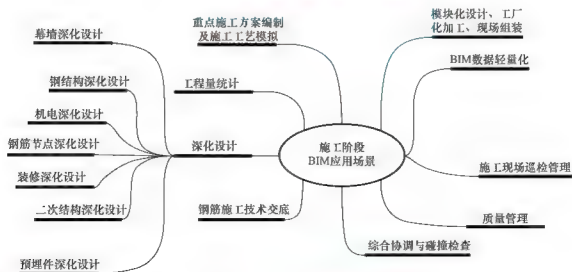 幕墙深化设计
钢结构深化设计
机电深化设计
钢筋节点深化设计
装修深化设计
二次结构深化设计
预埋件深化设计
重点施工方案编制
及施工工艺模拟
工程量统计
深化设计
钢筋施工技术交底
施工阶段
BIM应用场景
模块化设计、工厂
化加工、现场组装
BIM数据轻量化
施工现场巡检管理
质量管理
综合协调与碰撞检查